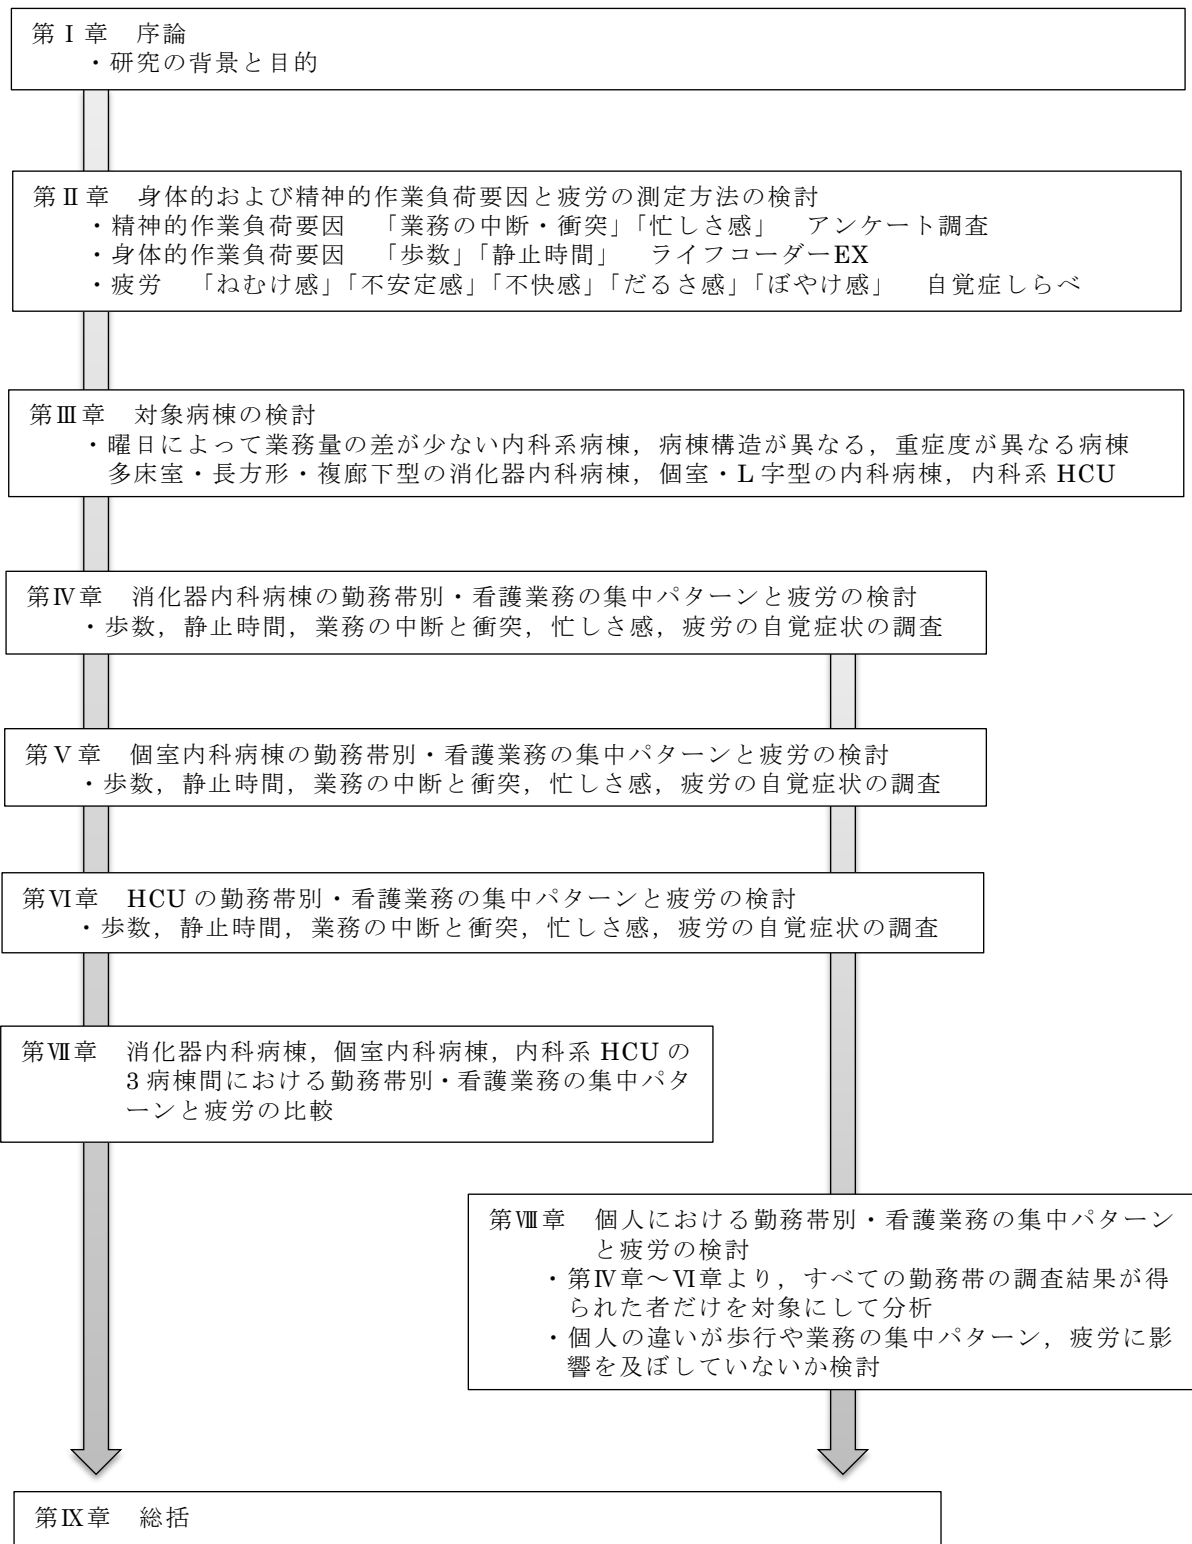 第Ⅰ章 序論
・研究の背景と目的
第Ⅱ章 身体的および精神的作業負荷要因と疲労の測定方法の検討
・精神的作業負荷要因 「業務の中断・衝突」「忙しさ感」 アンケート調査
・身体的作業負荷要因 「歩数」「静止時間」 ライフコーダーEX
・疲労 「ねむけ感」「不安定感」「不快感」「だるさ感」「ぼやけ感」 自覚症しらべ
第Ⅲ章 対象病棟の検討
・曜日によって業務量の差が少ない内科系病棟，病棟構造が異なる，重症度が異なる病棟
多床室・長方形・複廊下型の消化器内科病棟，個室・L字型の内科病棟，内科系 HCU
第Ⅳ章 消化器内科病棟の勤務帯別・看護業務の集中パターンと疲労の検討
・歩数，静止時間，業務の中断と衝突，忙しさ感，疲労の自覚症状の調査
第Ⅴ章 個室内科病棟の勤務帯別・看護業務の集中パターンと疲労の検討
・歩数，静止時間，業務の中断と衝突，忙しさ感，疲労の自覚症状の調査
第Ⅵ章 HCU の勤務帯別・看護業務の集中パターンと疲労の検討
・歩数，静止時間，業務の中断と衝突，忙しさ感，疲労の自覚症状の調査
第Ⅶ章 消化器内科病棟，個室内科病棟，内科系 HCU の
3 病棟間における勤務帯別・看護業務の集中パタ
ーンと疲労の比較
第Ⅷ章 個人における勤務帯別・看護業務の集中パターン
と疲労の検討
・第Ⅳ章～Ⅵ章より，すべての勤務帯の調査結果が得
られた者だけを対象にして分析
・個人の違いが歩行や業務の集中パターン，疲労に影
響を及ぼしていないか検討
第Ⅸ章 総括